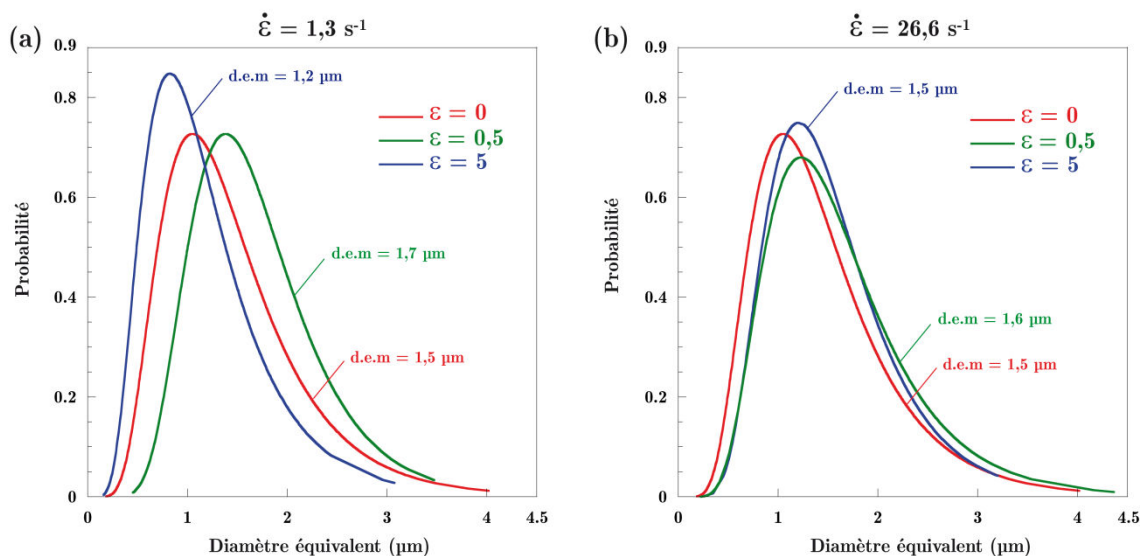 (a)
ε̇ = 1,3 s⁻¹
0.9
0.8
0.6
0.4
0.2
0
0
1
2
3
4
4.5
Probabilité
Diamètre équivalent (µm)
d.e.m = 1,2 µm
ε = 0
ε = 0,5
ε = 5
d.e.m = 1,7 µm
d.e.m = 1,5 µm
(b)
ε̇ = 26,6 s⁻¹
0.9
0.8
0.6
0.4
0.2
0
0
1
2
3
4
4.5
Probabilité
Diamètre équivalent (µm)
d.e.m = 1,5 µm
ε = 0
ε = 0,5
ε = 5
d.e.m = 1,6 µm
d.e.m = 1,5 µm